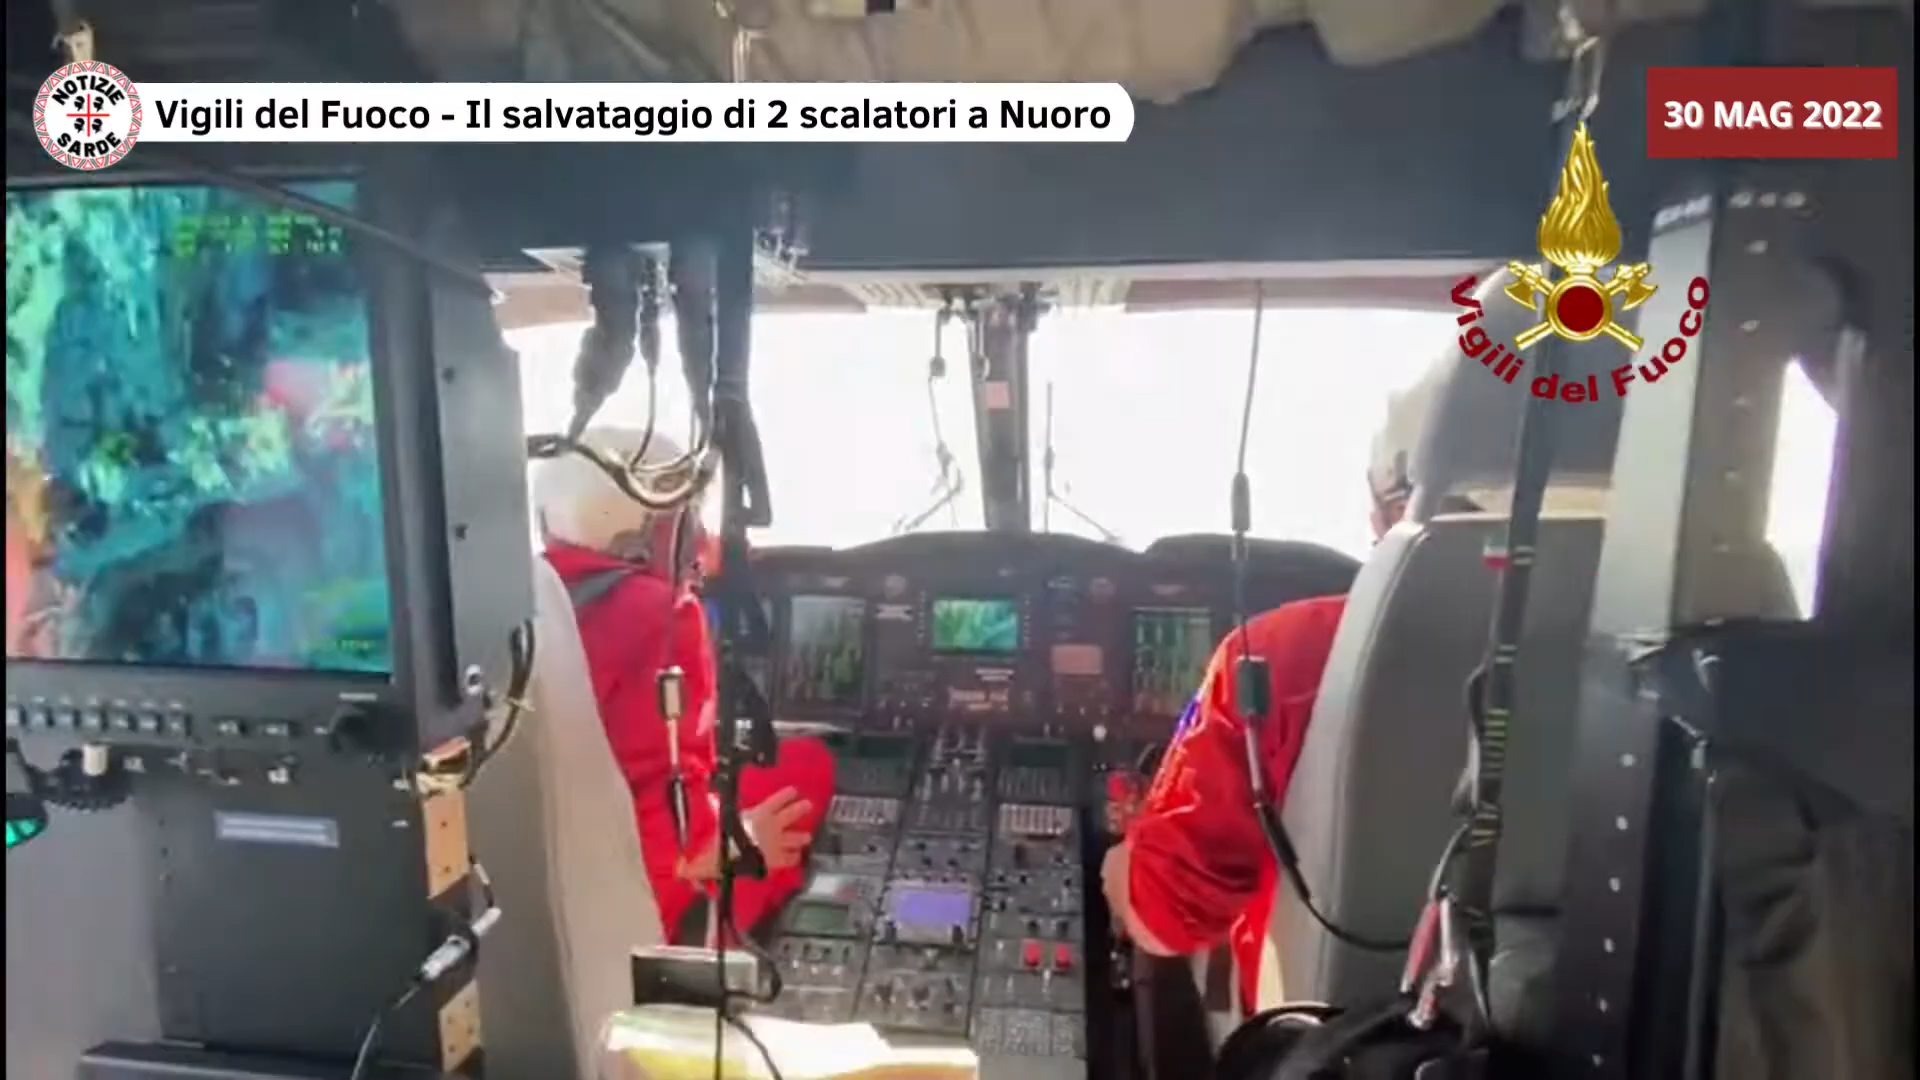 NOTIZIE
SARDE
Vigili del Fuoco - Il salvataggio di 2 scalatori a Nuoro
30 MAG 2022
Vigili del Fuoco